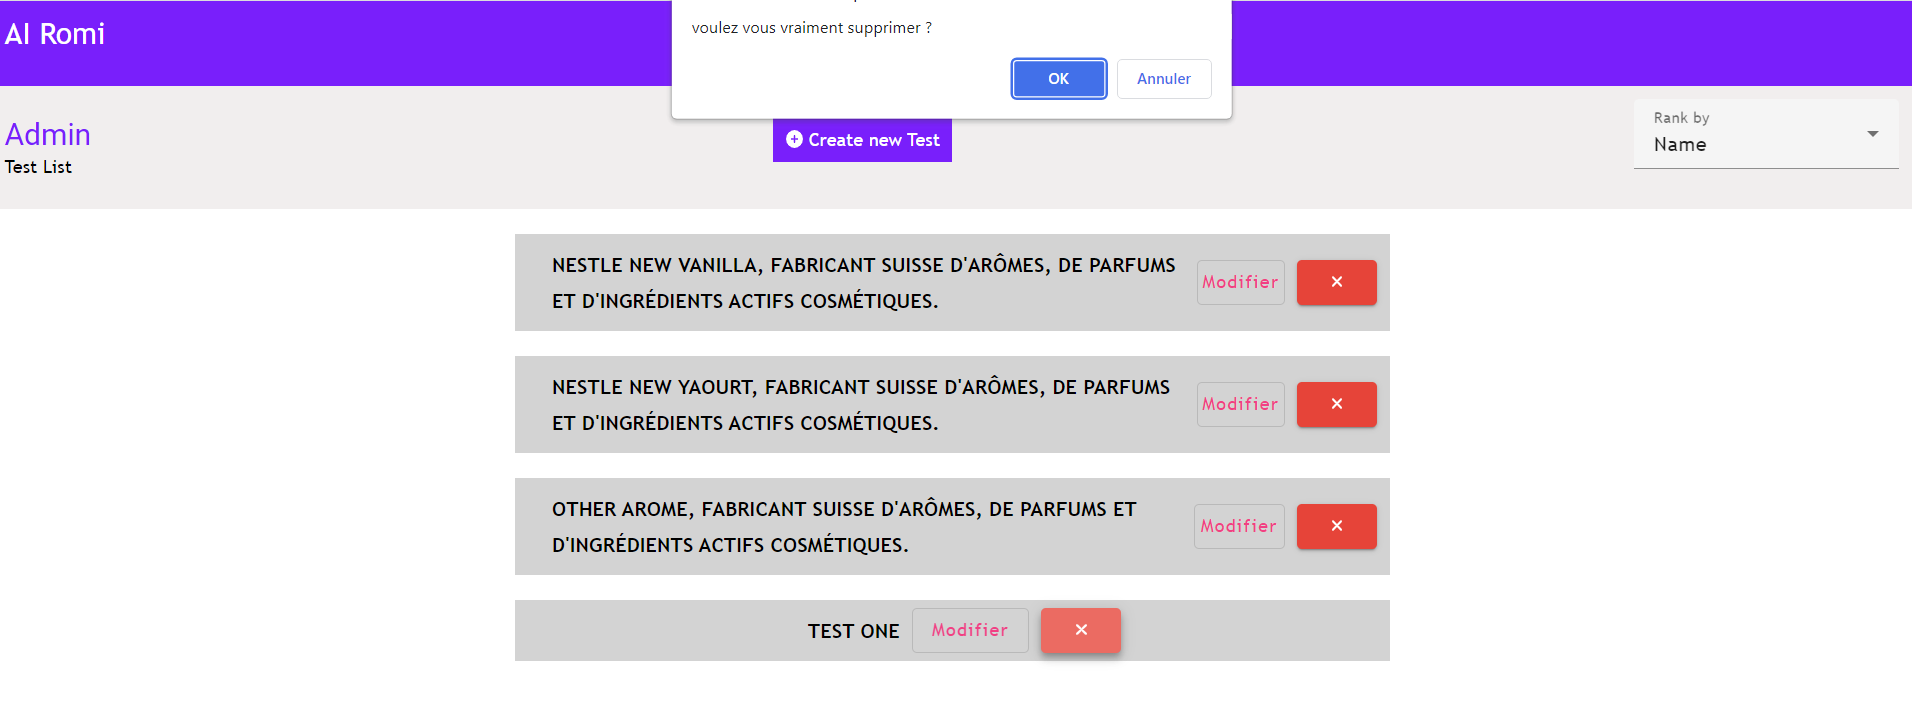 AI Romi
voulez vous vraiment supprimer ?
OK
Annuler
Admin
Test List
Create new Test
Rank by
Name
NESTLE NEW VANILLA, FABRICANT SUISSE D'ARÔMES, DE PARFUMS
ET D'INGRÉDIENTS ACTIFS COSMÉTIQUES.
Modifier
×
NESTLE NEW YAOURT, FABRICANT SUISSE D'ARÔMES, DE PARFUMS
ET D'INGRÉDIENTS ACTIFS COSMÉTIQUES.
Modifier
×
OTHER AROME, FABRICANT SUISSE D'ARÔMES, DE PARFUMS ET
D'INGRÉDIENTS ACTIFS COSMÉTIQUES.
Modifier
×
TEST ONE
Modifier
×